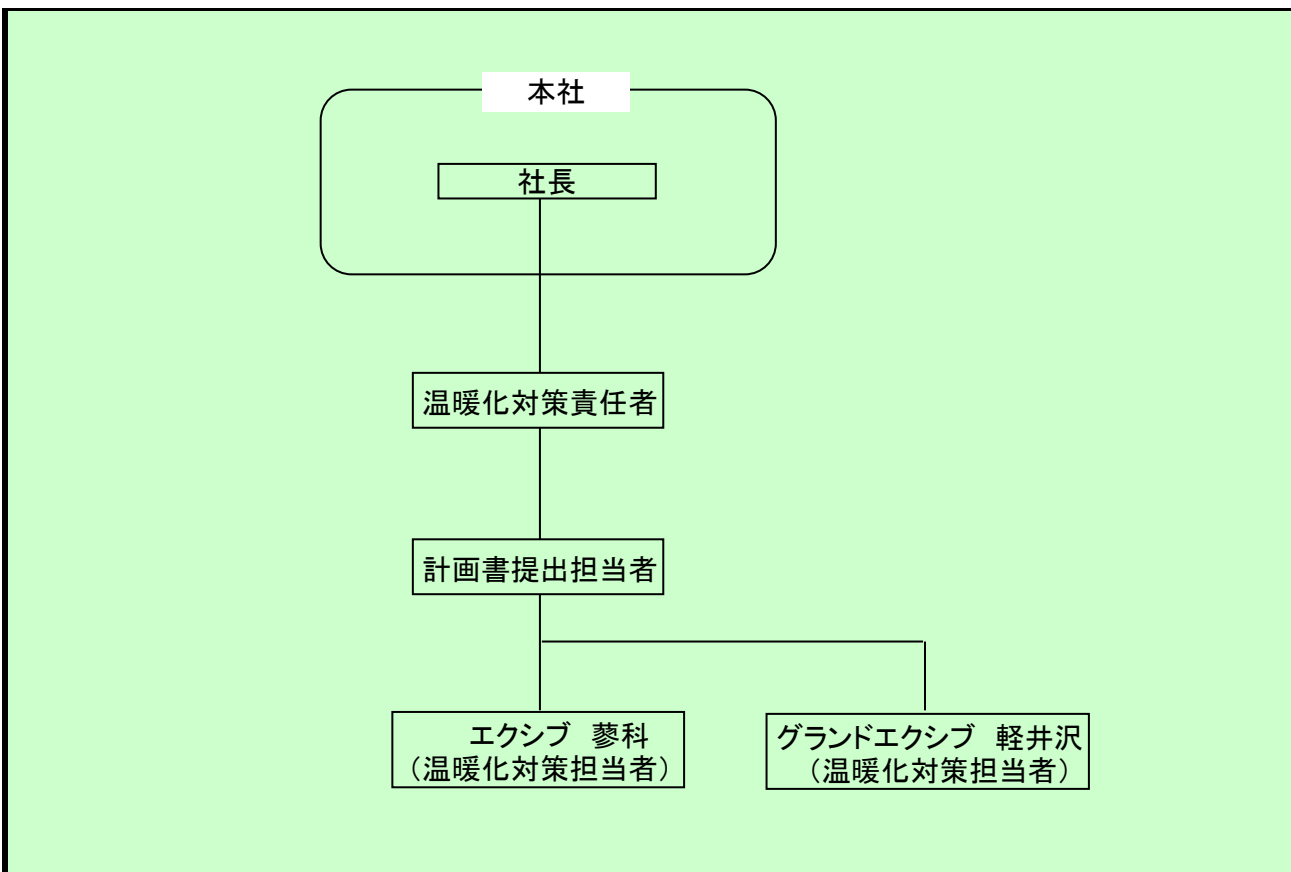 本社
社長
温暖化対策責任者
計画書提出担当者
エクシブ　蓼科
（温暖化対策担当者）
グランドエクシブ　軽井沢
（温暖化対策担当者）